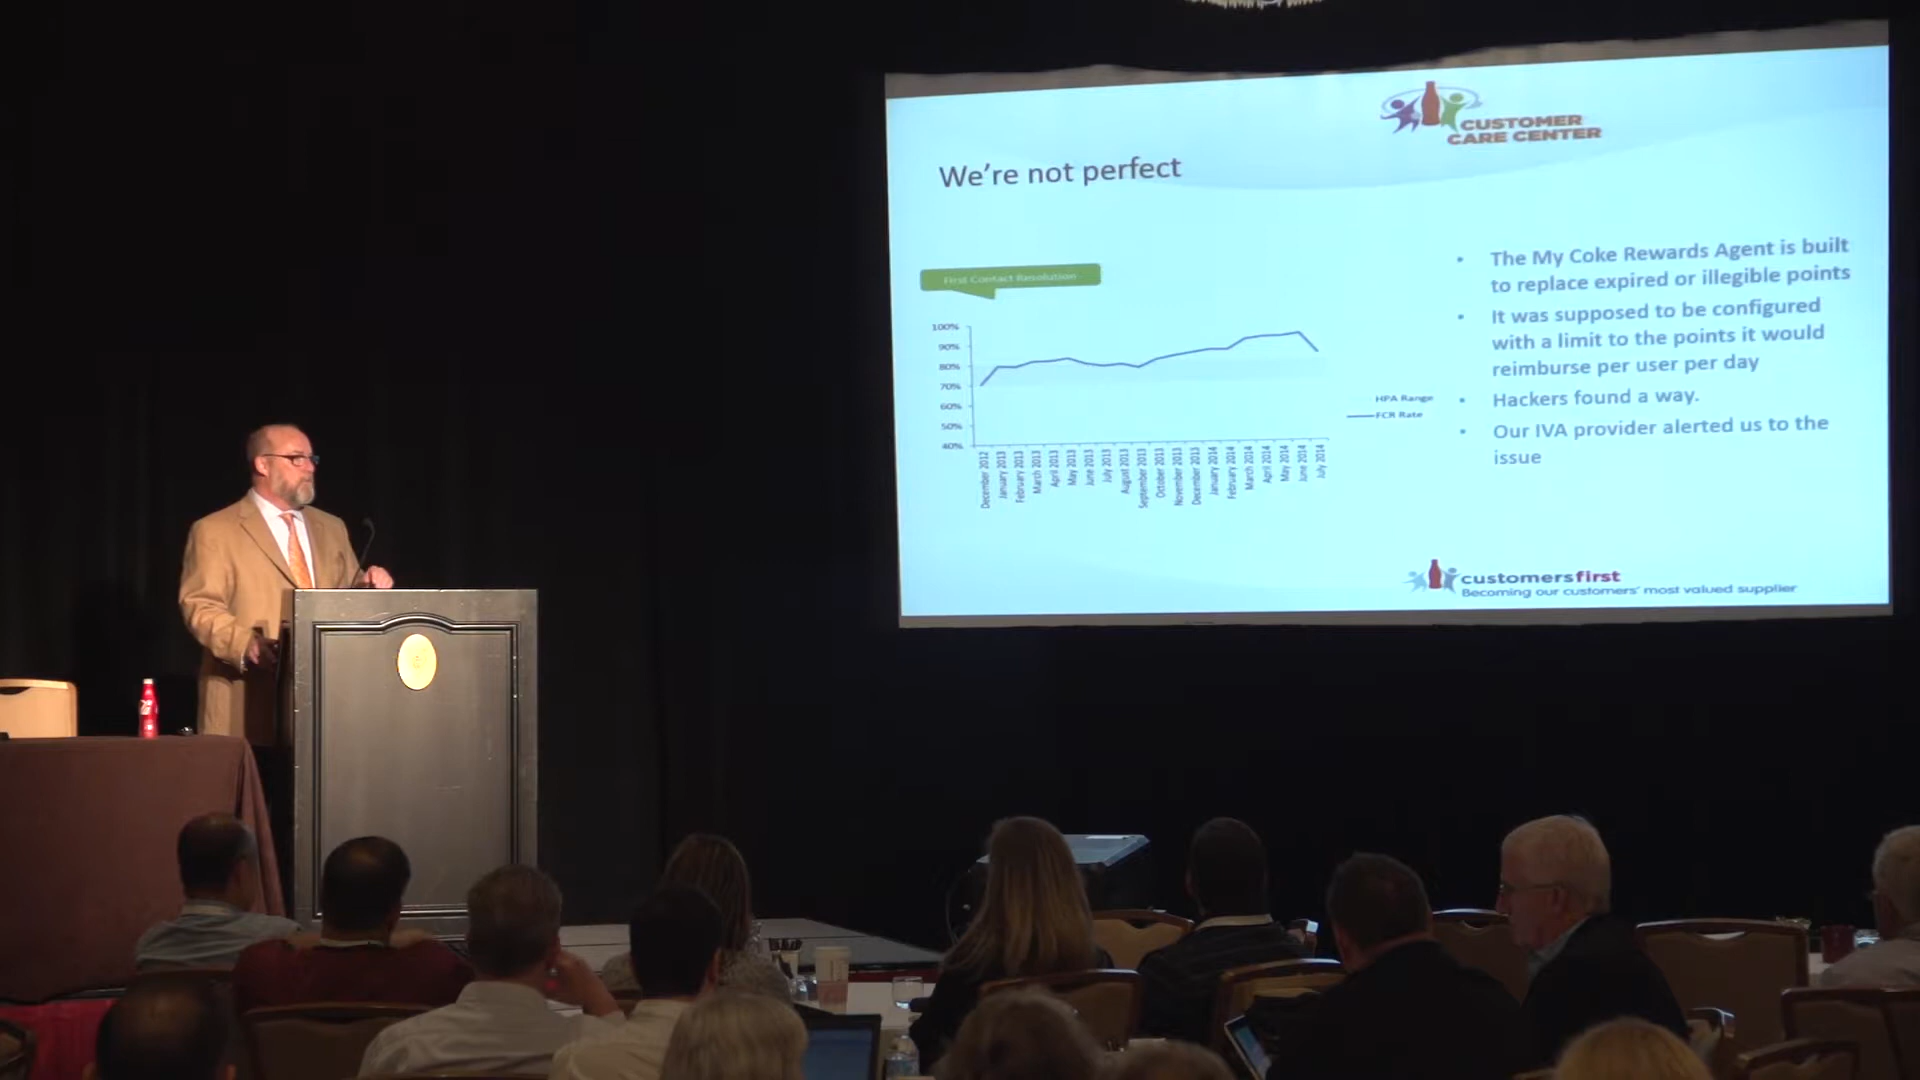 CUSTOMER
CARE CENTER
We're not perfect
First Contact Resolution
100%
90%
80%
70%
60%
50%
40%
December 2012
January 2013
February 2013
March 2013
April 2013
May 2013
June 2013
July 2013
August 2013
September 2013
October 2013
November 2013
December 2013
January 2014
February 2014
March 2014
April 2014
May 2014
June 2014
July 2014
HPA Range
FCR Rate
• The My Coke Rewards Agent is built
to replace expired or illegible points
• It was supposed to be configured
with a limit to the points it would
reimburse per user per day
• Hackers found a way.
• Our IVA provider alerted us to the
issue
customersfirst
Becoming our customers' most valued supplier